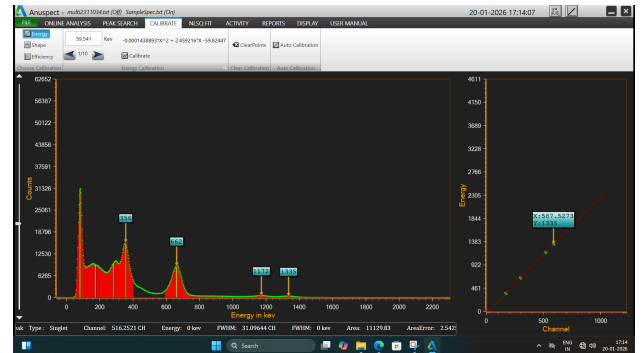 Anuspect - multi2311034.txt (Off) SampleSpec.txt (On) 20-01-2026 17:14:07
FILE ONLINE ANALYSIS PEAK SEARCH CALIBRATE NLSQ FIT ACTIVITY REPORTS DISPLAY USER MANUAL
Energy 59.541 Kev -0.0001438893*X^2 + 2.459216*X -59.82447 ClearPoints Auto Calibration
Shape 1/10 Calibrate
Efficiency
Choose Calibration Energy Calibration Clear Calibration Auto Calibration
62652
56387
50122
43856
37591
31326
25061
18796
12530
6265
0
Counts
356
662
1173
1335
0 200 400 600 800 1000 1200 1400 1600 1800 2000 2200
Energy in kev
4611
4150
3689
3228
2766
2305
1844
1383
922
461
0
Energy
X:587.5273
Y:1335
0 500 1000
Channel
ak Type: Singlet Channel: 516.2521 CH Energy: 0 kev FWHM: 31.09644 CH FWHM: 0 kev Area: 11129.83 AreaError: 2.542
Search
ENG
IN
17:14
20-01-2026